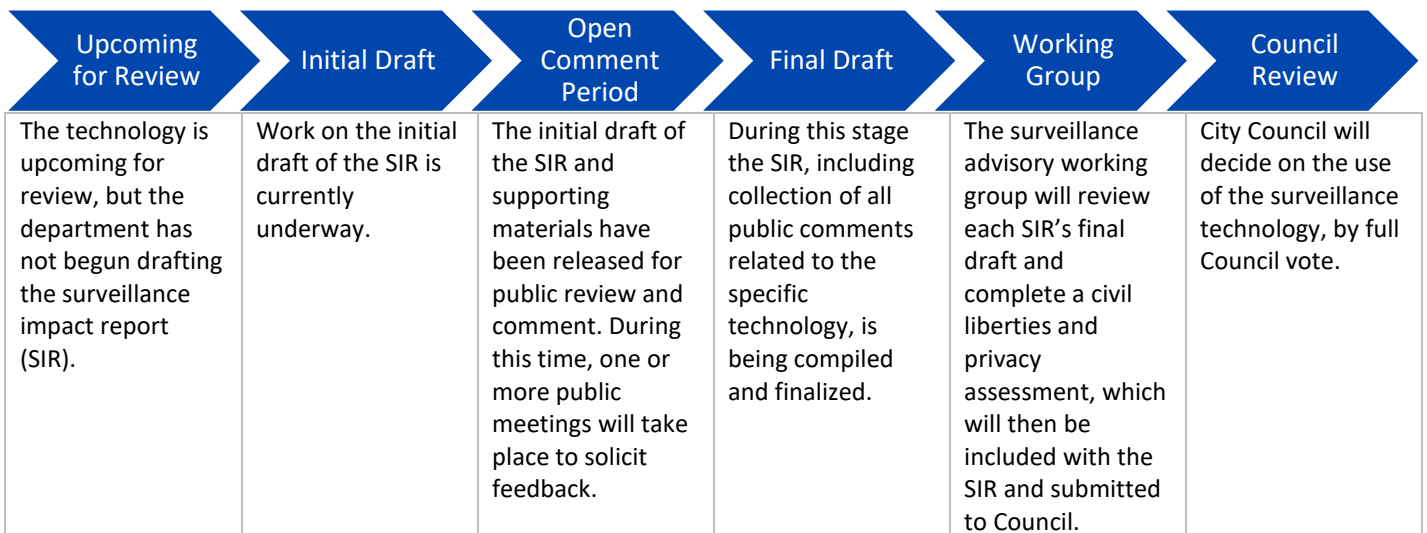 Upcoming
for Review
Initial Draft
Open
Comment
Period
Final Draft
Working
Group
Council
Review
The technology is
upcoming for
review, but the
department has
not begun drafting
the surveillance
impact report
(SIR).
Work on the initial
draft of the SIR is
currently
underway.
The initial draft of
the SIR and
supporting
materials have
been released for
public review and
comment. During
this time, one or
more public
meetings will take
place to solicit
feedback.
During this stage
the SIR, including
collection of all
public comments
related to the
specific
technology, is
being compiled
and finalized.
The surveillance
advisory working
group will review
each SIR’s final
draft and
complete a civil
liberties and
privacy
assessment, which
will then be
included with the
SIR and submitted
to Council.
City Council will
decide on the use
of the surveillance
technology, by full
Council vote.